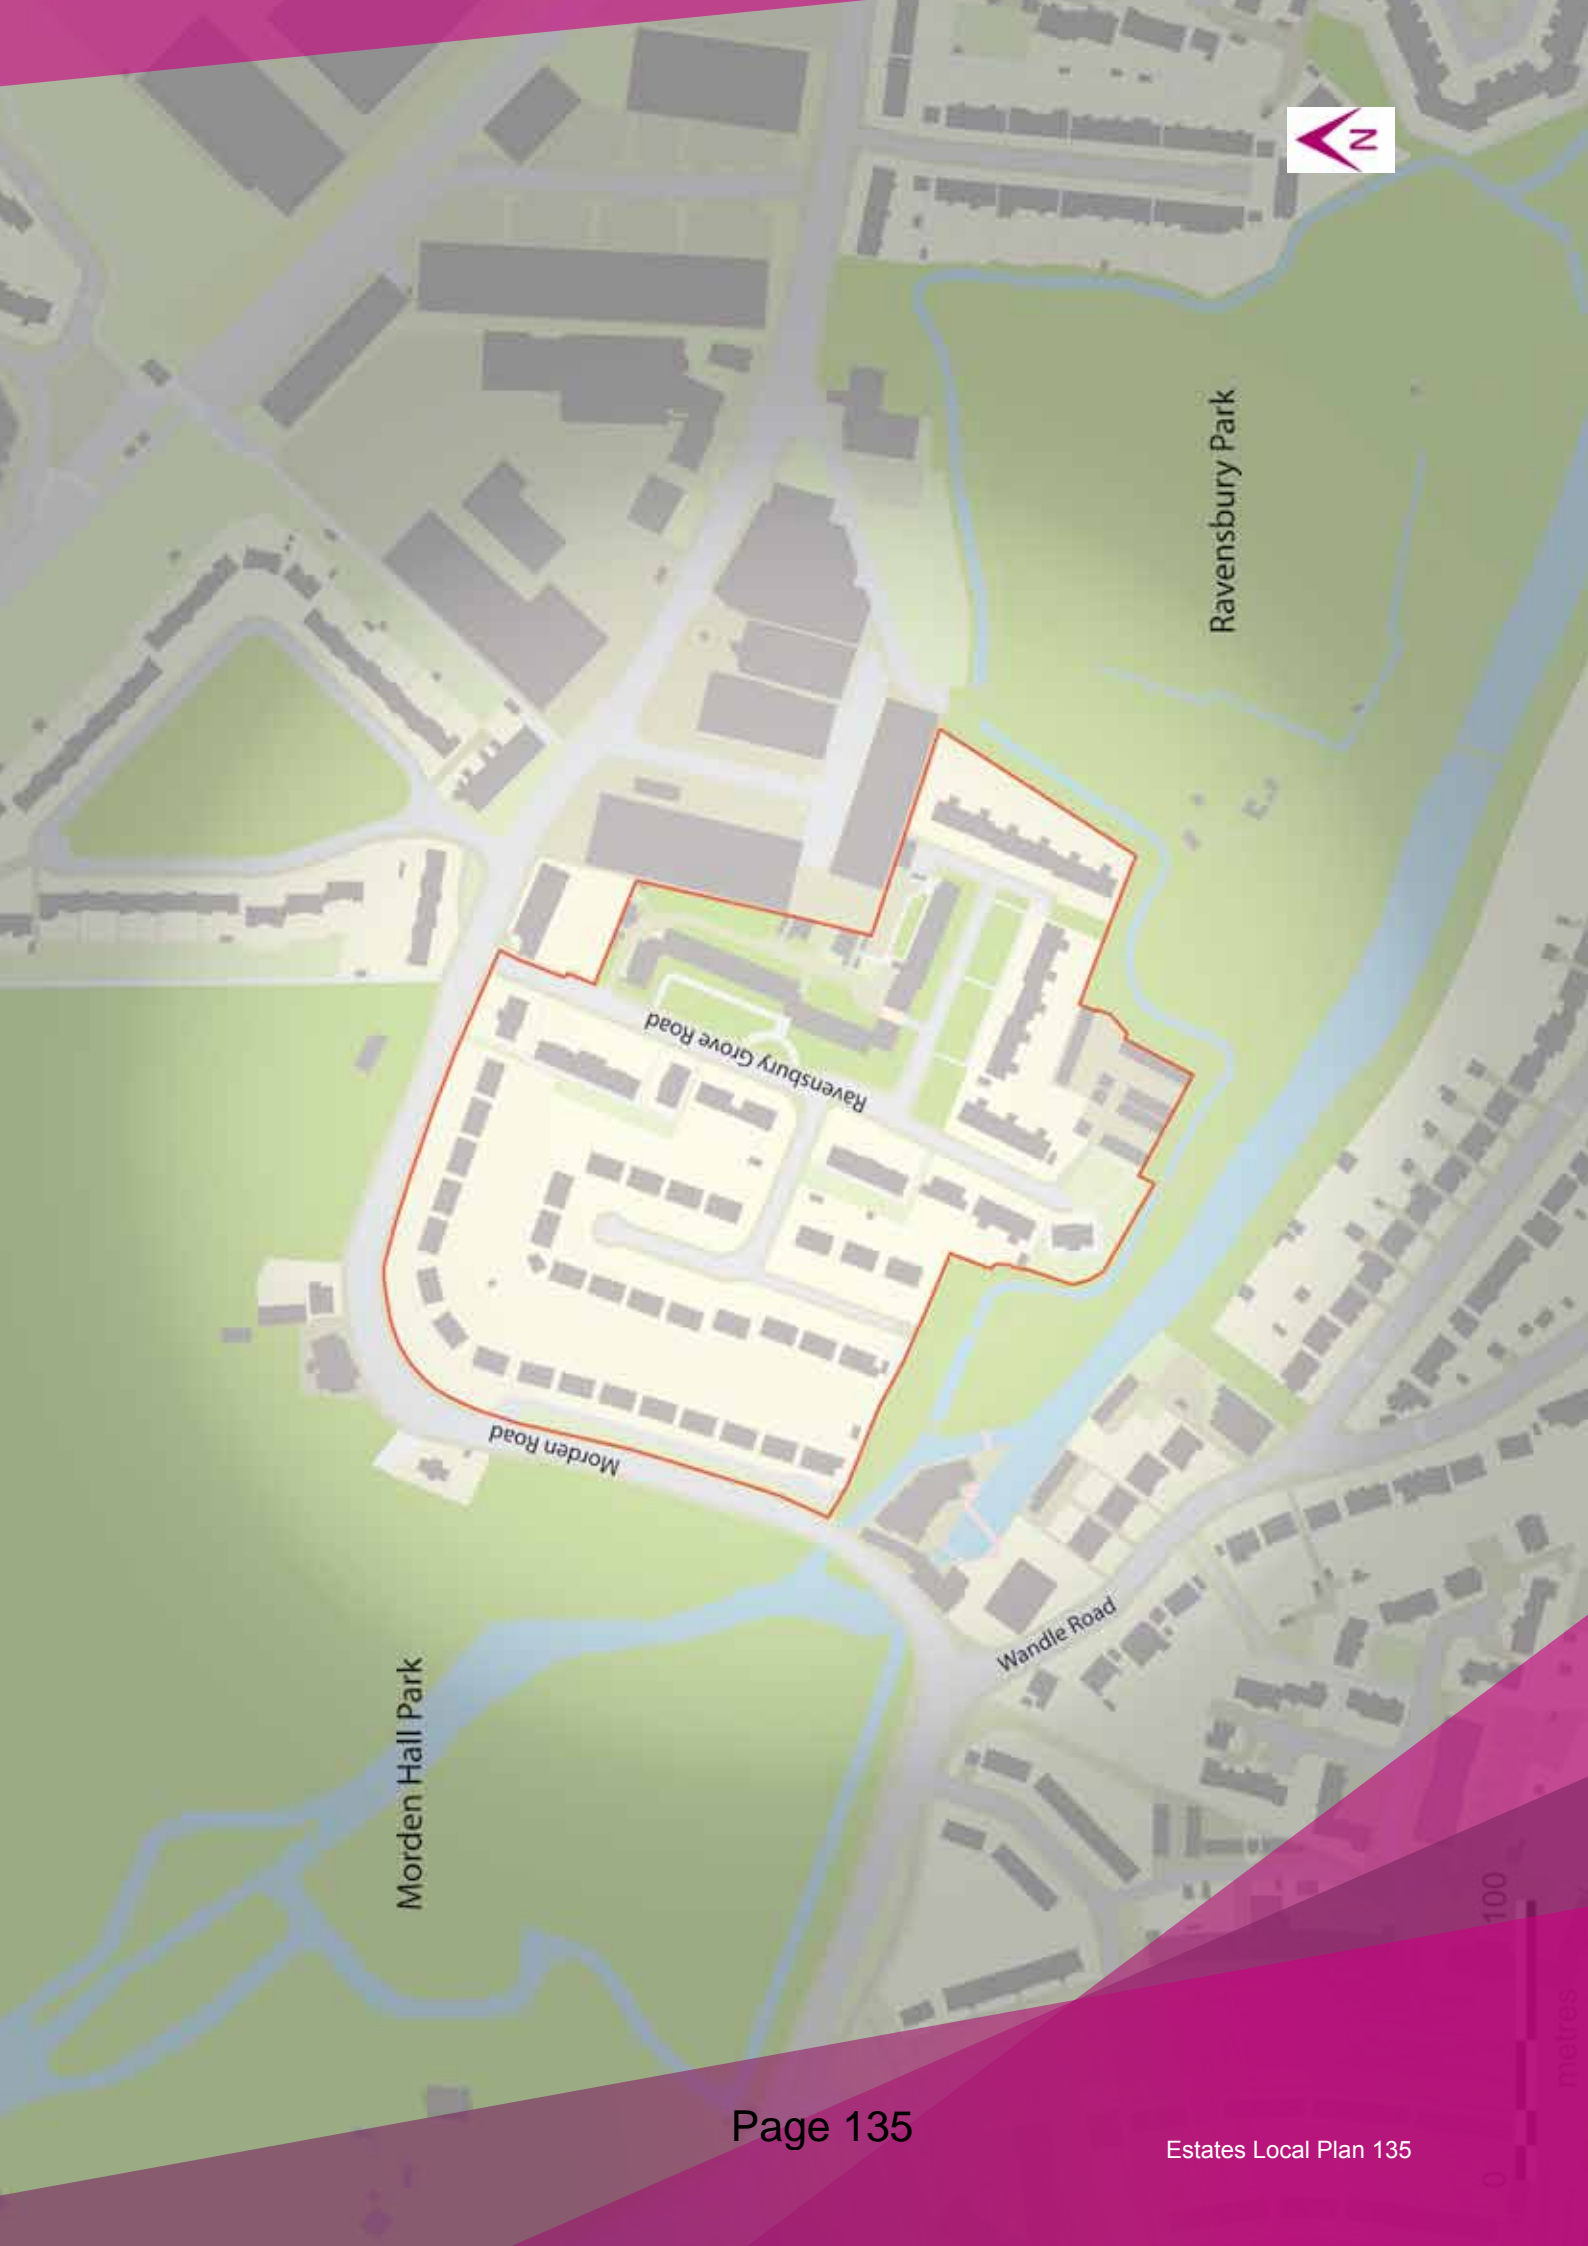 N
Ravensbury Park
Ravensbury Grove Road
Morden Road
Wandle Road
Morden Hall Park
100
metres
0
Page 135
Estates Local Plan 135